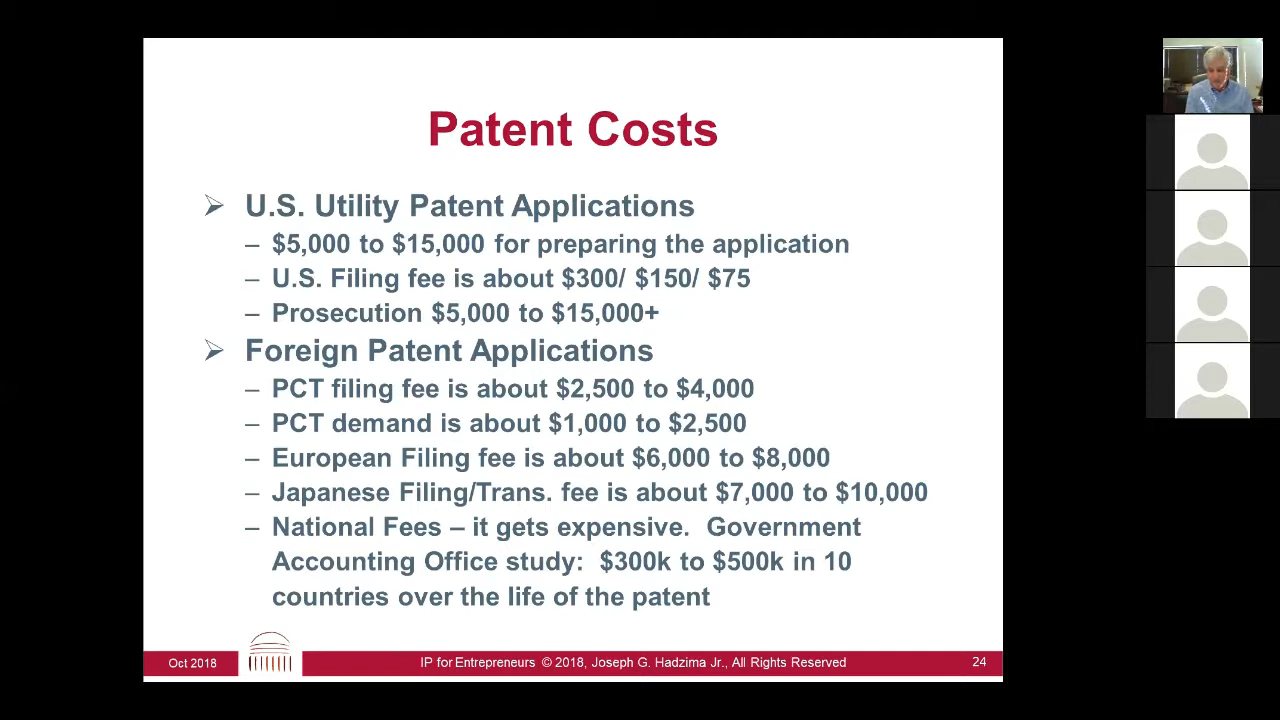 Patent Costs
➢ U.S. Utility Patent Applications
– $5,000 to $15,000 for preparing the application
– U.S. Filing fee is about $300/ $150/ $75
– Prosecution $5,000 to $15,000+
➢ Foreign Patent Applications
– PCT filing fee is about $2,500 to $4,000
– PCT demand is about $1,000 to $2,500
– European Filing fee is about $6,000 to $8,000
– Japanese Filing/Trans. fee is about $7,000 to $10,000
– National Fees – it gets expensive.  Government
Accounting Office study:  $300k to $500k in 10
countries over the life of the patent
Oct 2018
IP for Entrepreneurs © 2018, Joseph G. Hadzima Jr., All Rights Reserved
24